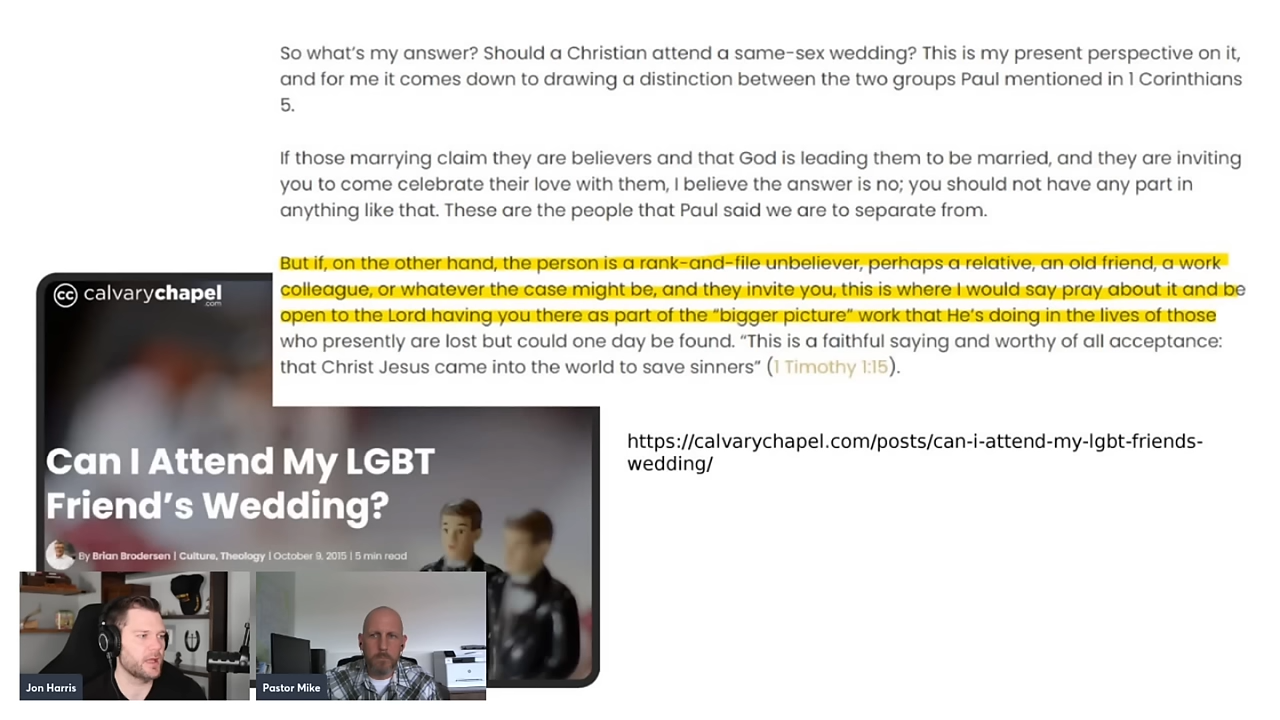 So what’s my answer? Should a Christian attend a same-sex wedding? This is my present perspective on it,
and for me it comes down to drawing a distinction between the two groups Paul mentioned in 1 Corinthians
5.
If those marrying claim they are believers and that God is leading them to be married, and they are inviting
you to come celebrate their love with them, I believe the answer is no; you should not have any part in
anything like that. These are the people that Paul said we are to separate from.
But if, on the other hand, the person is a rank-and-file unbeliever, perhaps a relative, an old friend, a work
colleague, or whatever the case might be, and they invite you, this is where I would say pray about it and be
open to the Lord having you there as part of the “bigger picture” work that He’s doing in the lives of those
who presently are lost but could one day be found. “This is a faithful saying and worthy of all acceptance:
that Christ Jesus came into the world to save sinners” (1 Timothy 1:15).
cc calvarychapel
.com
Can I Attend My LGBT
Friend’s Wedding?
By Brian Brodersen | Culture, Theology | October 9, 2015 | 5 min read
https://calvarychapel.com/posts/can-i-attend-my-lgbt-friends-
wedding/
Jon Harris
Pastor Mike